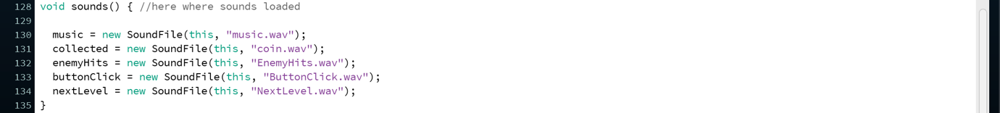 128 void sounds() { //here where sounds loaded
129
130 music = new SoundFile(this, "music.wav");
131 collected = new SoundFile(this, "coin.wav");
132 enemyHits = new SoundFile(this, "EnemyHits.wav");
133 buttonClick = new SoundFile(this, "ButtonClick.wav");
134 nextLevel = new SoundFile(this, "NextLevel.wav");
135 }